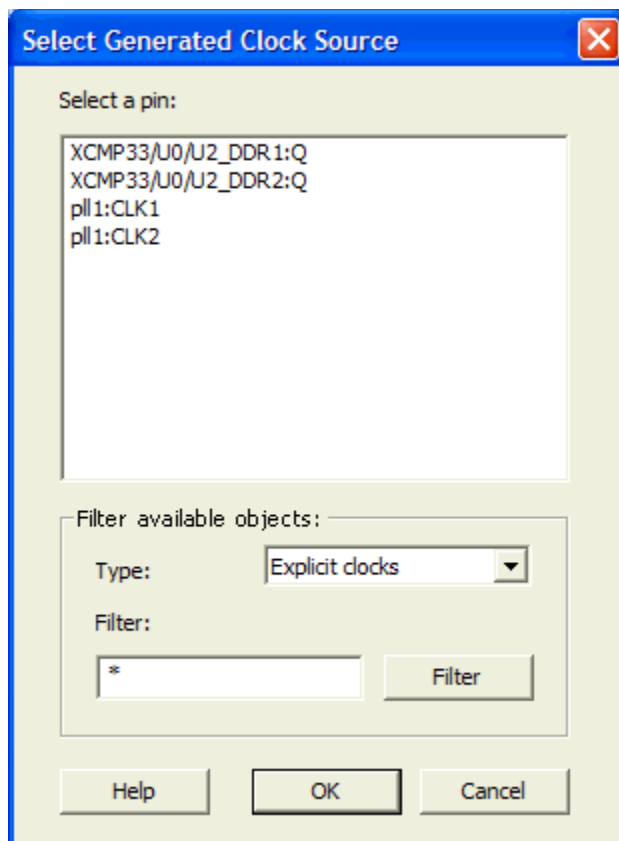 Select Generated Clock Source
Select a pin:
XCMP33/U0/U2_DDR1:Q
XCMP33/U0/U2_DDR2:Q
pll1:CLK1
pll1:CLK2
Filter available objects:
Type: Explicit clocks
Filter:
* Filter
Help OK Cancel